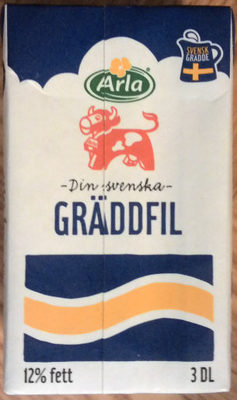 Arla
SVENSK
GRÄDDE
-Din svenska-
GRÄDDFIL
12% fett
3 DL